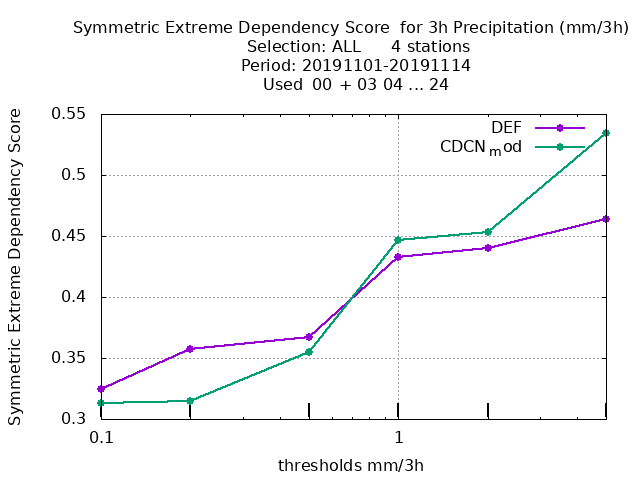 Symmetric Extreme Dependency Score  for 3h Precipitation (mm/3h)
Selection: ALL      4 stations
Period: 20191101-20191114
Used  00 + 03 04 ... 24
Symmetric Extreme Dependency Score
0.55
0.5
0.45
0.4
0.35
0.3
DEF
CDCNmod
0.1
1
thresholds mm/3h